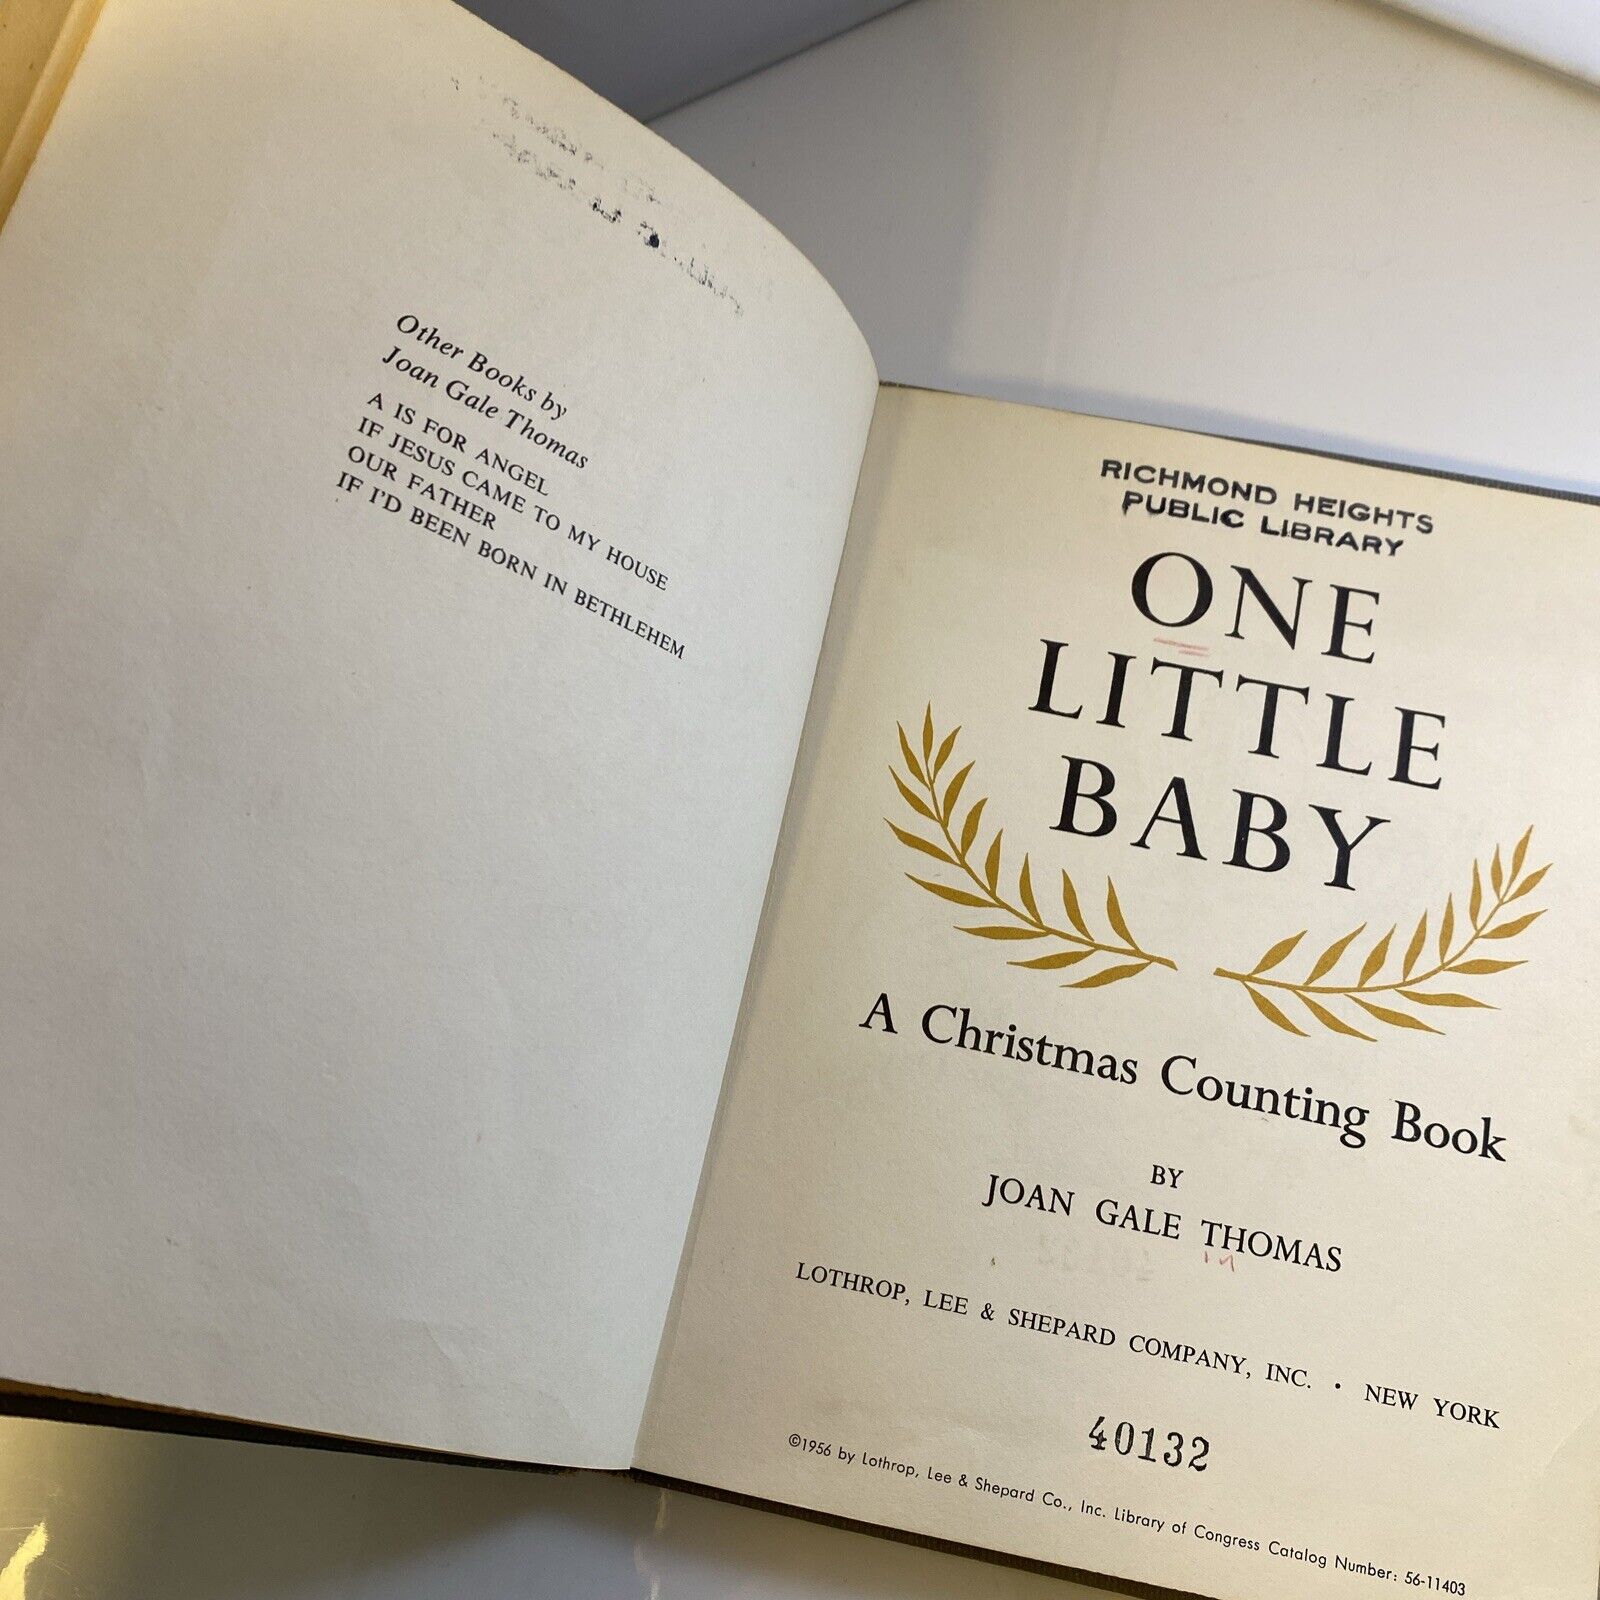 Other Books by
Joan Gale Thomas
A IS FOR ANGEL
IF JESUS CAME TO MY HOUSE
OUR FATHER
IF I'D BEEN BORN IN BETHLEHEM
RICHMOND HEIGHTS
PUBLIC LIBRARY
ONE
LITTLE
BABY
A Christmas Counting Book
BY
JOAN GALE THOMAS
LOTHROP, LEE & SHEPARD COMPANY, INC. • NEW YORK
40132
©1956 by Lothrop, Lee & Shepard Co., Inc. Library of Congress Catalog Number: 56-11403